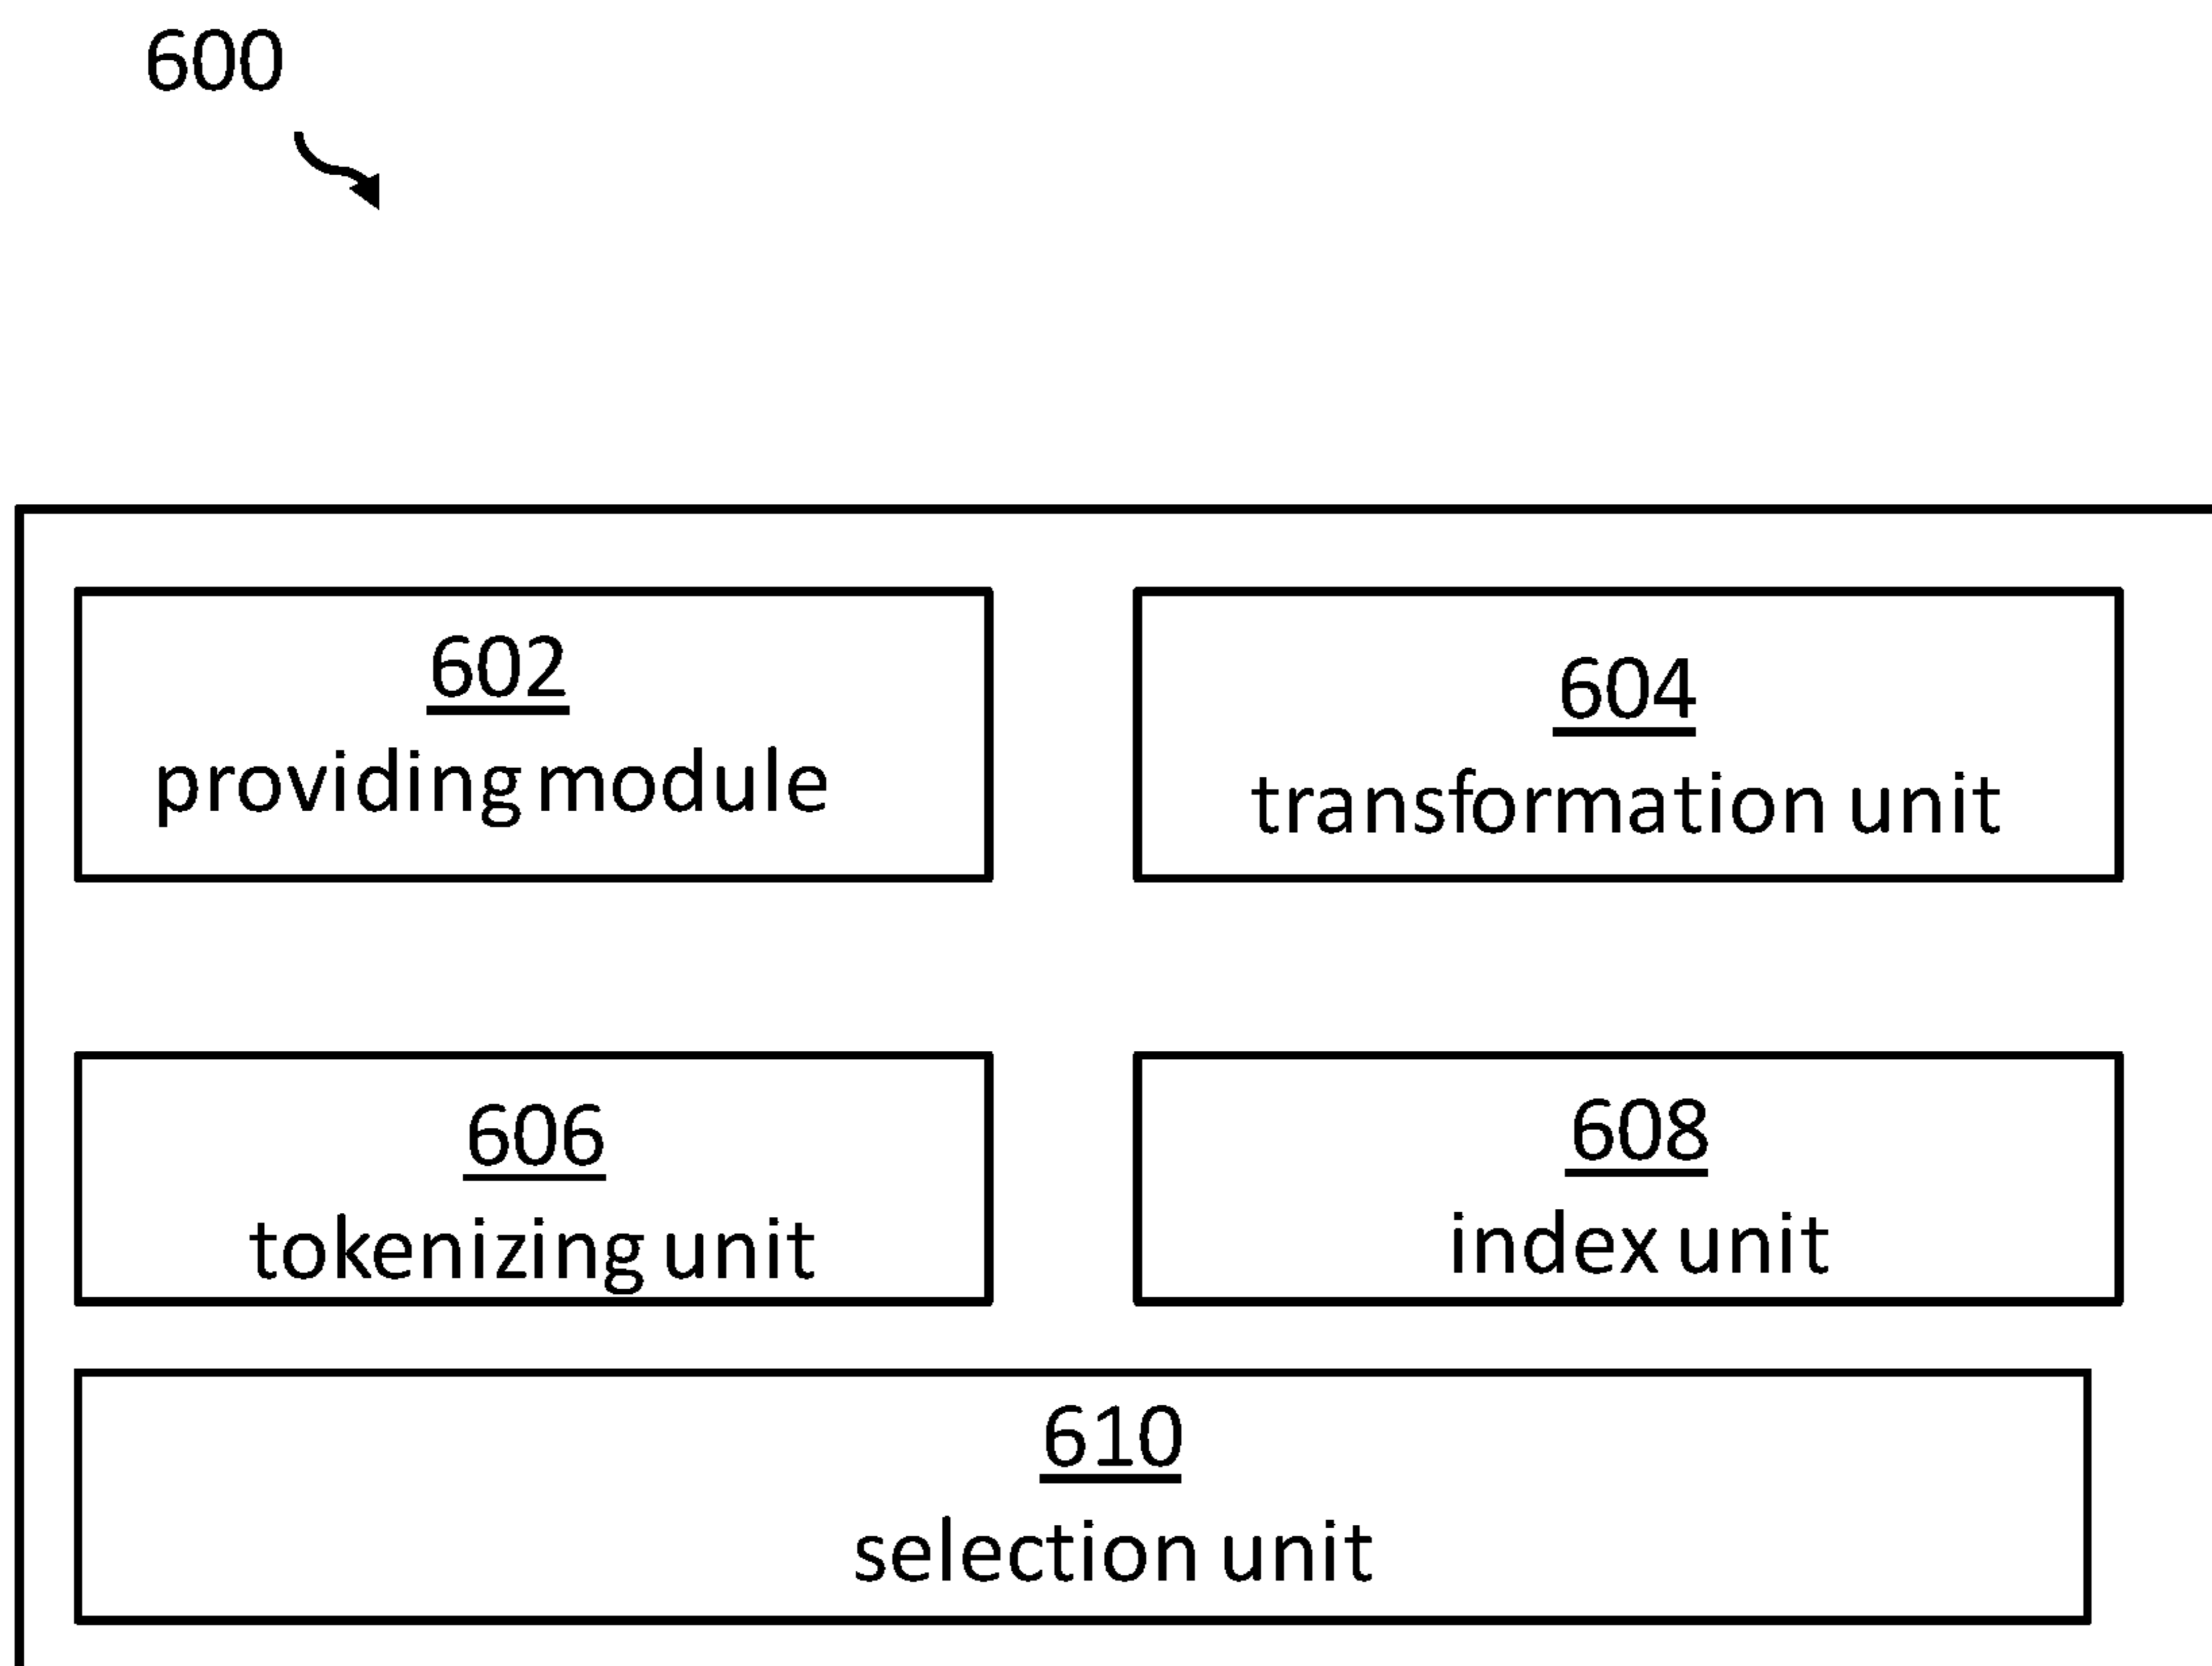 600
602
providing module
604
transformation unit
606
tokenizing unit
608
index unit
610
selection unit